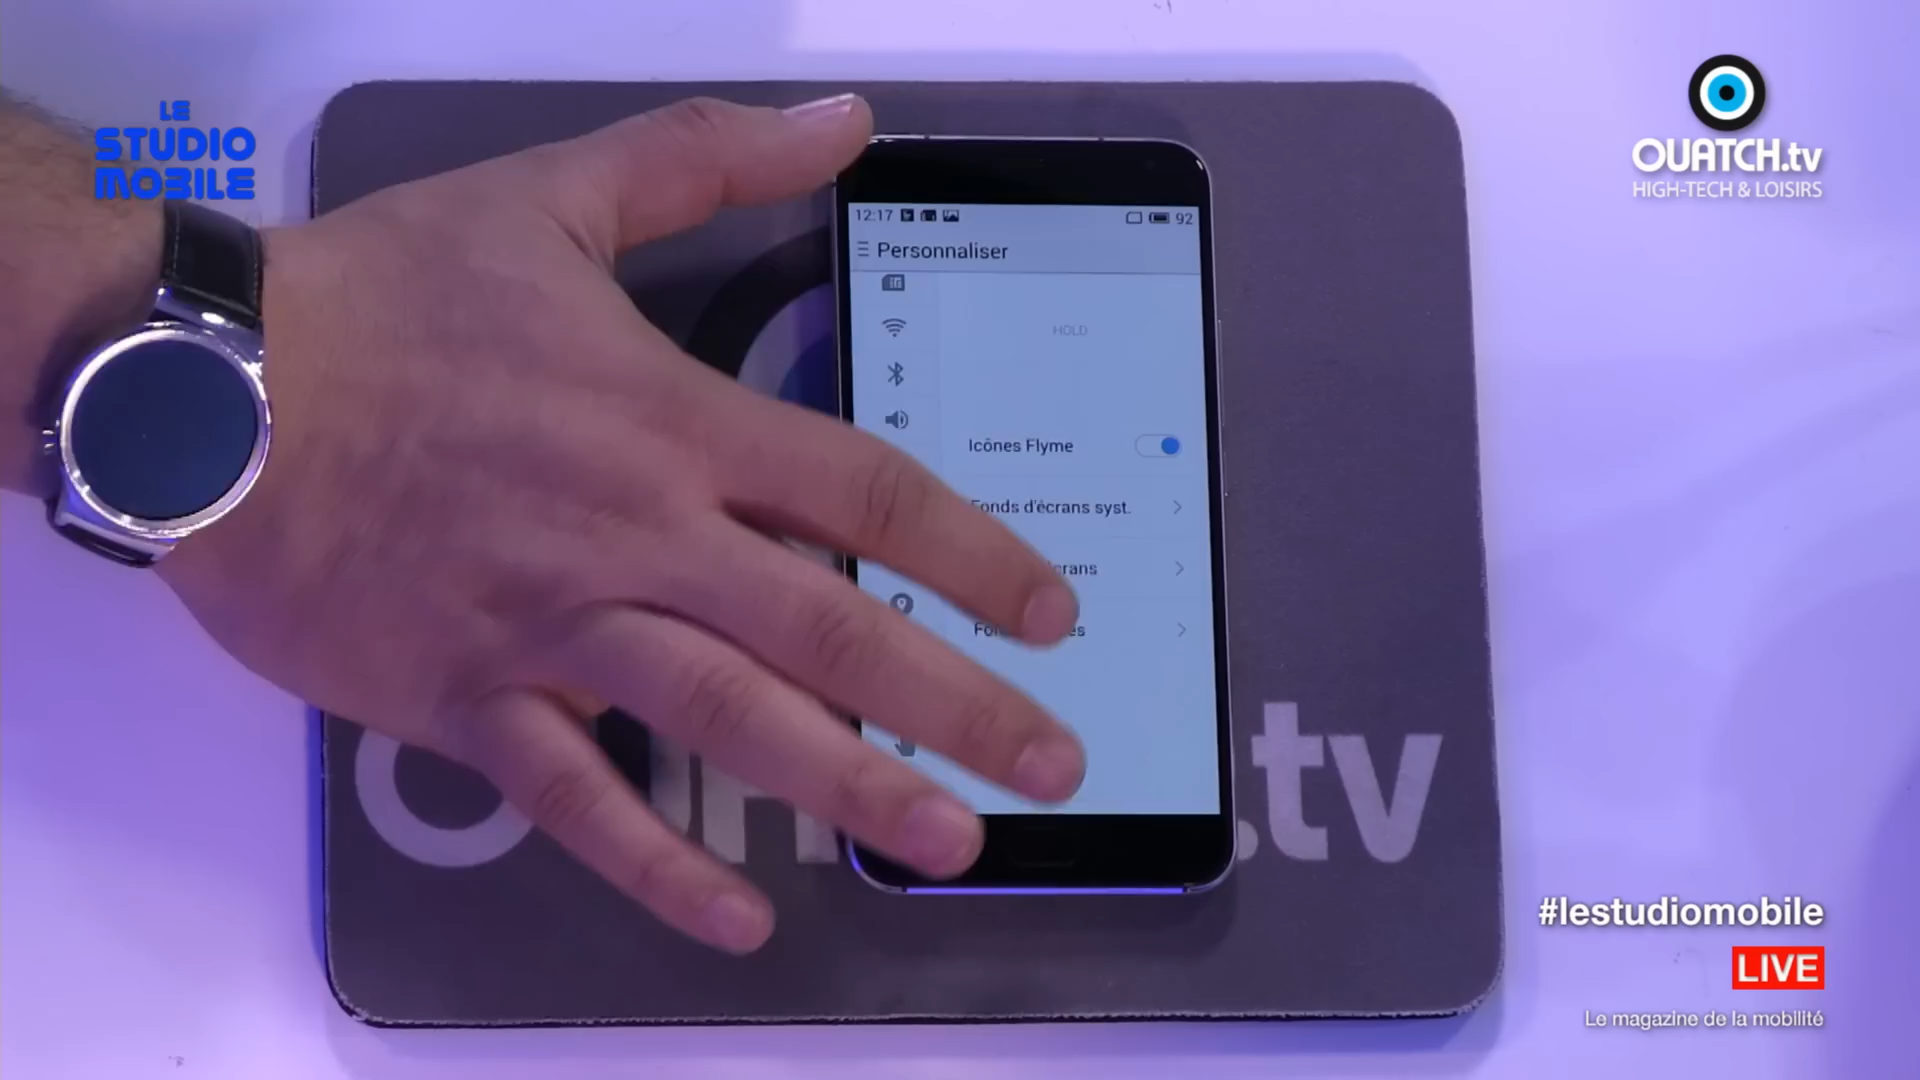 LE
STUDIO
MOBILE
OUATCH.tv
HIGH-TECH & LOISIRS
12:17
92
Personnaliser
HOLD
Icônes Flyme
Fonds d'écrans syst.
.tv
#lestudiomobile
LIVE
Le magazine de la mobilité